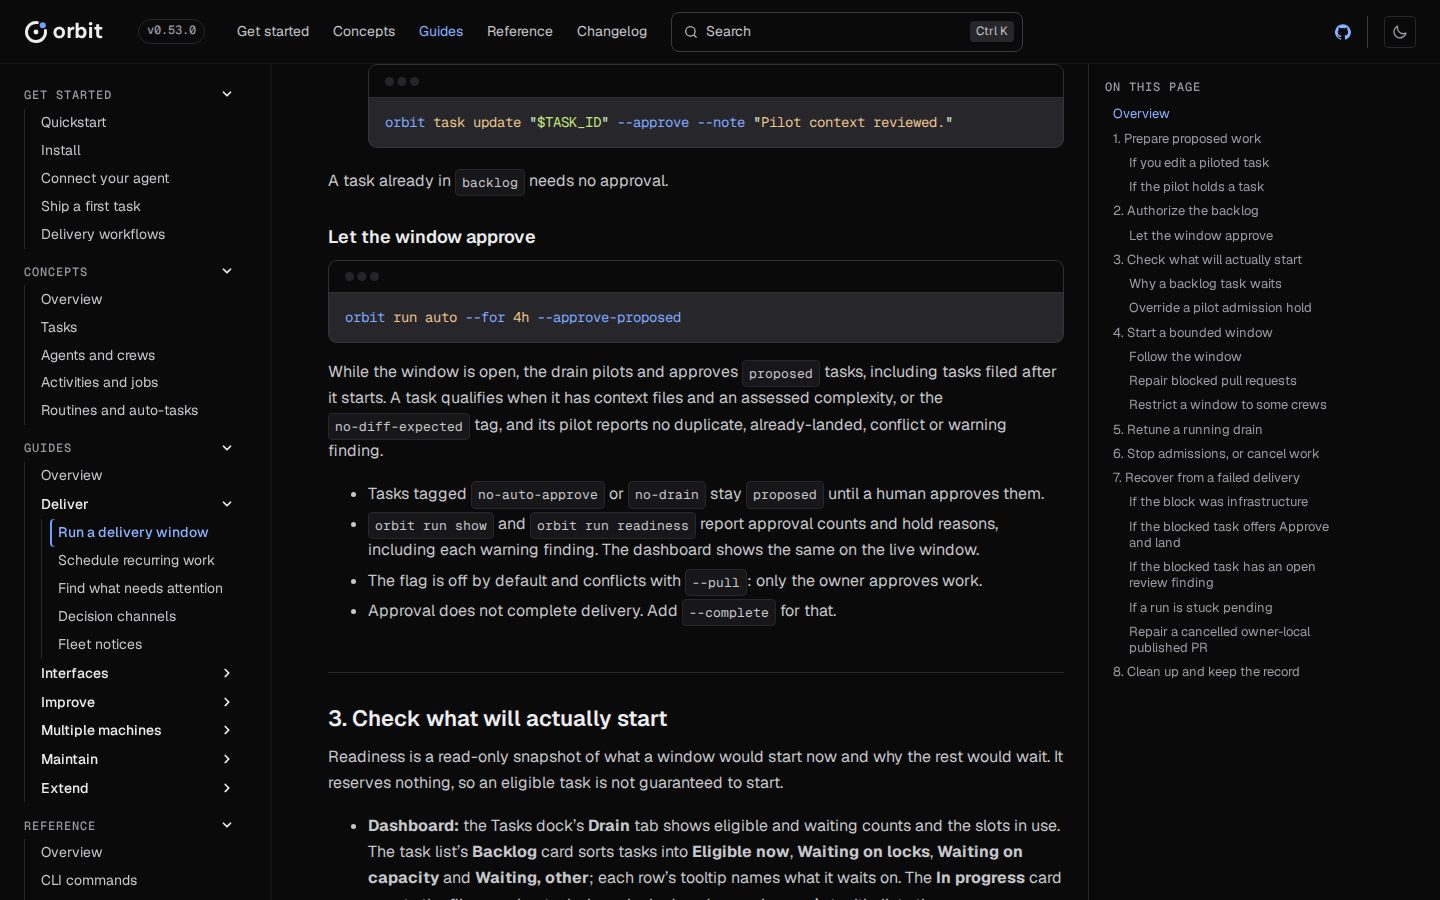 orbit
v0.53.0
Get started
Concepts
Guides
Reference
Changelog
Search
Ctrl K
GET STARTED
Quickstart
Install
Connect your agent
Ship a first task
Delivery workflows
CONCEPTS
Overview
Tasks
Agents and crews
Activities and jobs
Routines and auto-tasks
GUIDES
Overview
Deliver
Run a delivery window
Schedule recurring work
Find what needs attention
Decision channels
Fleet notices
Interfaces
Improve
Multiple machines
Maintain
Extend
REFERENCE
Overview
CLI commands
orbit task update "$TASK_ID" --approve --note "Pilot context reviewed."
A task already in backlog needs no approval.
Let the window approve
orbit run auto --for 4h --approve-proposed
While the window is open, the drain pilots and approves proposed tasks, including tasks filed after
it starts. A task qualifies when it has context files and an assessed complexity, or the
no-diff-expected tag, and its pilot reports no duplicate, already-landed, conflict or warning
finding.
• Tasks tagged no-auto-approve or no-drain stay proposed until a human approves them.
• orbit run show and orbit run readiness report approval counts and hold reasons,
including each warning finding. The dashboard shows the same on the live window.
• The flag is off by default and conflicts with --pull: only the owner approves work.
• Approval does not complete delivery. Add --complete for that.
3. Check what will actually start
Readiness is a read-only snapshot of what a window would start now and why the rest would wait. It
reserves nothing, so an eligible task is not guaranteed to start.
• Dashboard: the Tasks dock's Drain tab shows eligible and waiting counts and the slots in use.
The task list's Backlog card sorts tasks into Eligible now, Waiting on locks, Waiting on
capacity and Waiting, other; each row's tooltip names what it waits on. The In progress card
ON THIS PAGE
Overview
1. Prepare proposed work
If you edit a piloted task
If the pilot holds a task
2. Authorize the backlog
Let the window approve
3. Check what will actually start
Why a backlog task waits
Override a pilot admission hold
4. Start a bounded window
Follow the window
Repair blocked pull requests
Restrict a window to some crews
5. Retune a running drain
6. Stop admissions, or cancel work
7. Recover from a failed delivery
If the block was infrastructure
If the blocked task offers Approve
and land
If the blocked task has an open
review finding
If a run is stuck pending
Repair a cancelled owner-local
published PR
8. Clean up and keep the record